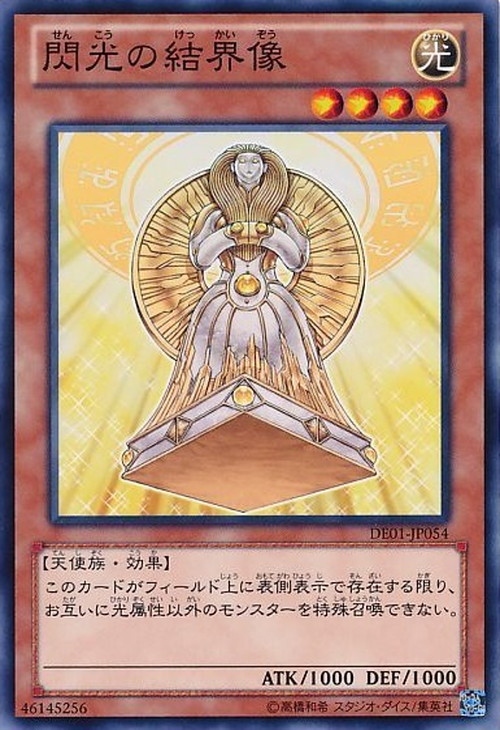 閃光の結界像
光
DE01-JP054
【天使族・効果】
このカードがフィールド上に表側表示で存在する限り、
お互いに光属性以外のモンスターを特殊召喚できない。
ATK/1000 DEF/1000
46145256 ©高橋和希 スタジオ・ダイス/集英社